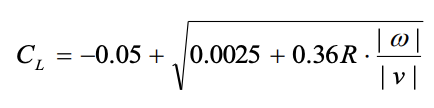 C_L = −0.05 + √(0.0025 + 0.36R · |ω| / |v|)